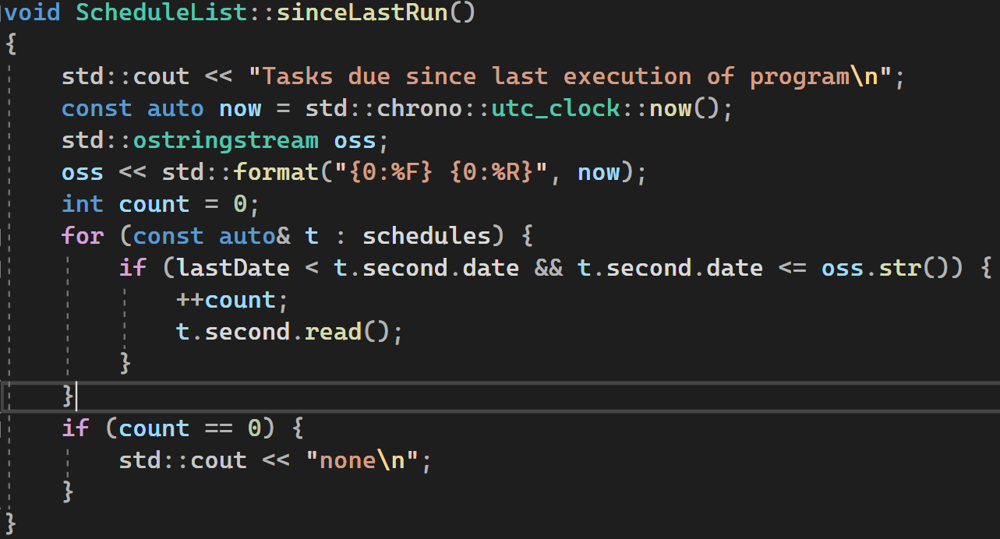 void ScheduleList::sinceLastRun()
{
    std::cout << "Tasks due since last execution of program\n";
    const auto now = std::chrono::utc_clock::now();
    std::ostringstream oss;
    oss << std::format("{0:%F} {0:%R}", now);
    int count = 0;
    for (const auto& t : schedules) {
        if (lastDate < t.second.date && t.second.date <= oss.str()) {
            ++count;
            t.second.read();
        }
    }
    if (count == 0) {
        std::cout << "none\n";
    }
}